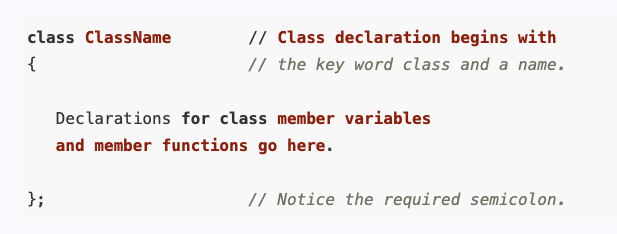 class ClassName // Class declaration begins with
{ // the key word class and a name.
Declarations for class member variables
and member functions go here.
}; // Notice the required semicolon.